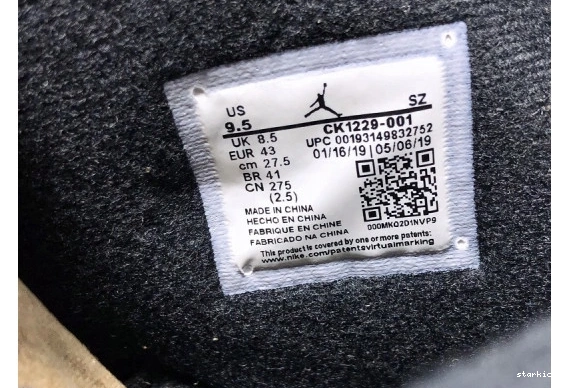 US SZ
9.5 CK1229-001
UK 8.5 UPC 00193149832752
EUR 43 01/16/19 | 05/06/19
cm 27.5
BR 41
CN 275
(2.5)
MADE IN CHINA 000MKQ2D1NVP9
HECHO EN CHINA
FABRIQUE EN CHINE
FABRICADO NA CHINA
This product is covered by one or more patents:
www.nike.com/patentsvirtualmarking
starkic